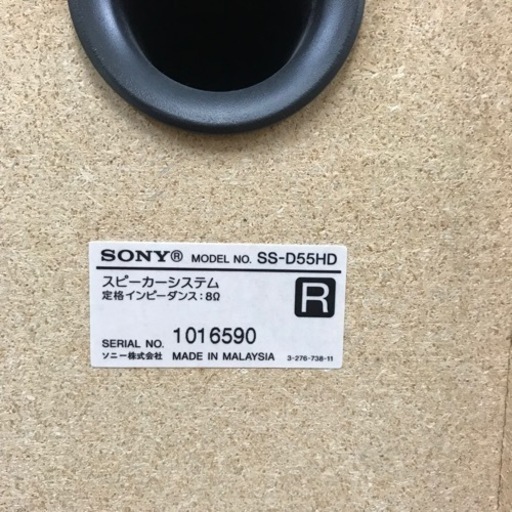 SONY® MODEL NO. SS-D55HD
スピーカーシステム
定格インピーダンス:8Ω
R
SERIAL NO. 1016590
ソニー株式会社 MADE IN MALAYSIA 3-276-738-11